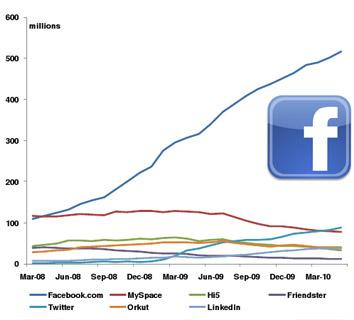 600
millions
500
400
300
200
100
0
Mar-08 Jun-08 Sep-08 Dec-08 Mar-09 Jun-09 Sep-09 Dec-09 Mar-10
f
Facebook.com MySpace Hi5 Friendster
Twitter Orkut LinkedIn